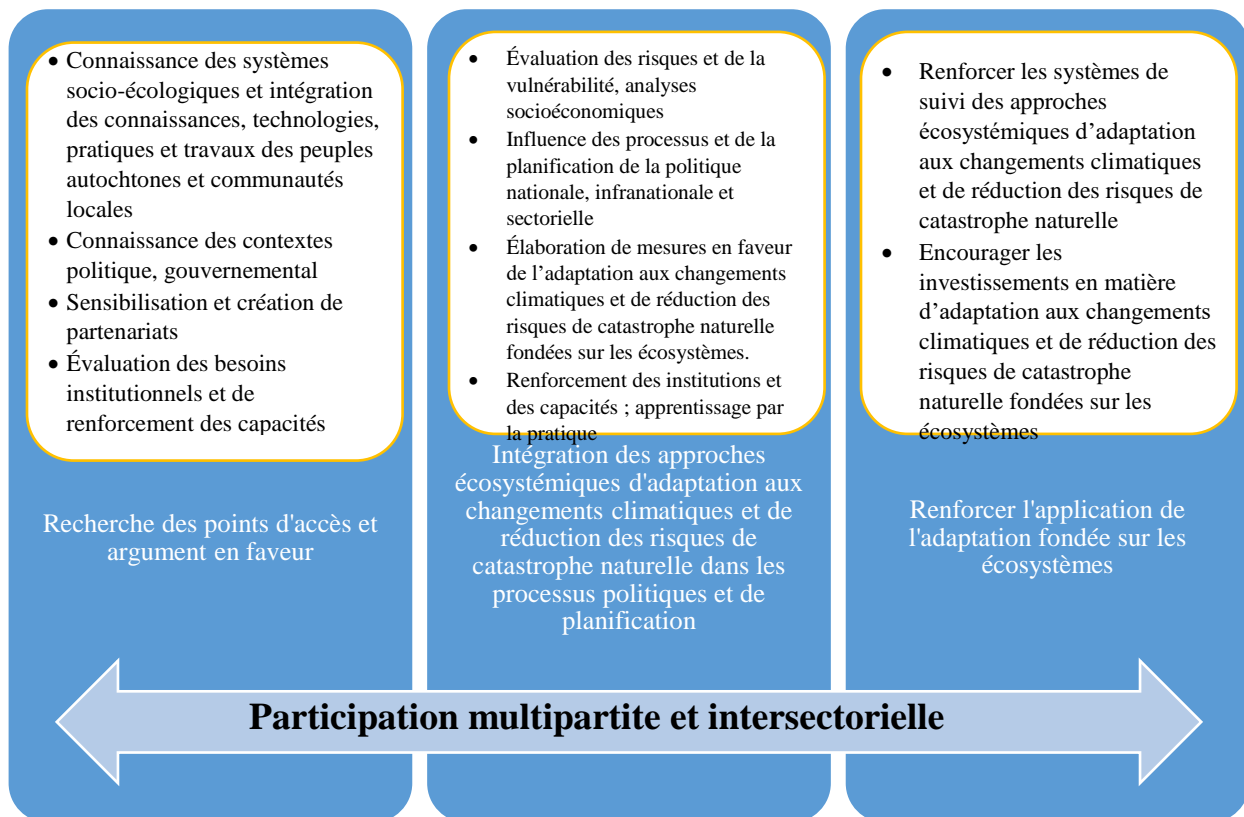 • Connaissance des systèmes
socio-écologiques et intégration
des connaissances, technologies,
pratiques et travaux des peuples
autochtones et communautés
locales
• Connaissance des contextes
politique, gouvernemental
• Sensibilisation et création de
partenariats
• Évaluation des besoins
institutionnels et de
renforcement des capacités
Recherche des points d'accès et
argument en faveur
• Évaluation des risques et de la
vulnérabilité, analyses
socioéconomiques
• Influence des processus et de la
planification de la politique
nationale, infranationale et
sectorielle
• Élaboration de mesures en faveur
de l’adaptation aux changements
climatiques et de réduction des
risques de catastrophe naturelle
fondées sur les écosystèmes.
• Renforcement des institutions et
des capacités ; apprentissage par
la pratique
Intégration des approches
écosystémiques d'adaptation aux
changements climatiques et de
réduction des risques de
catastrophe naturelle dans les
processus politiques et de
planification
• Renforcer les systèmes de
suivi des approches
écosystémiques d’adaptation
aux changements climatiques
et de réduction des risques de
catastrophe naturelle
• Encourager les
investissements en matière
d’adaptation aux changements
climatiques et de réduction des
risques de catastrophe
naturelle fondées sur les
écosystèmes
Renforcer l'application de
l'adaptation fondée sur les
écosystèmes
Participation multipartite et intersectorielle